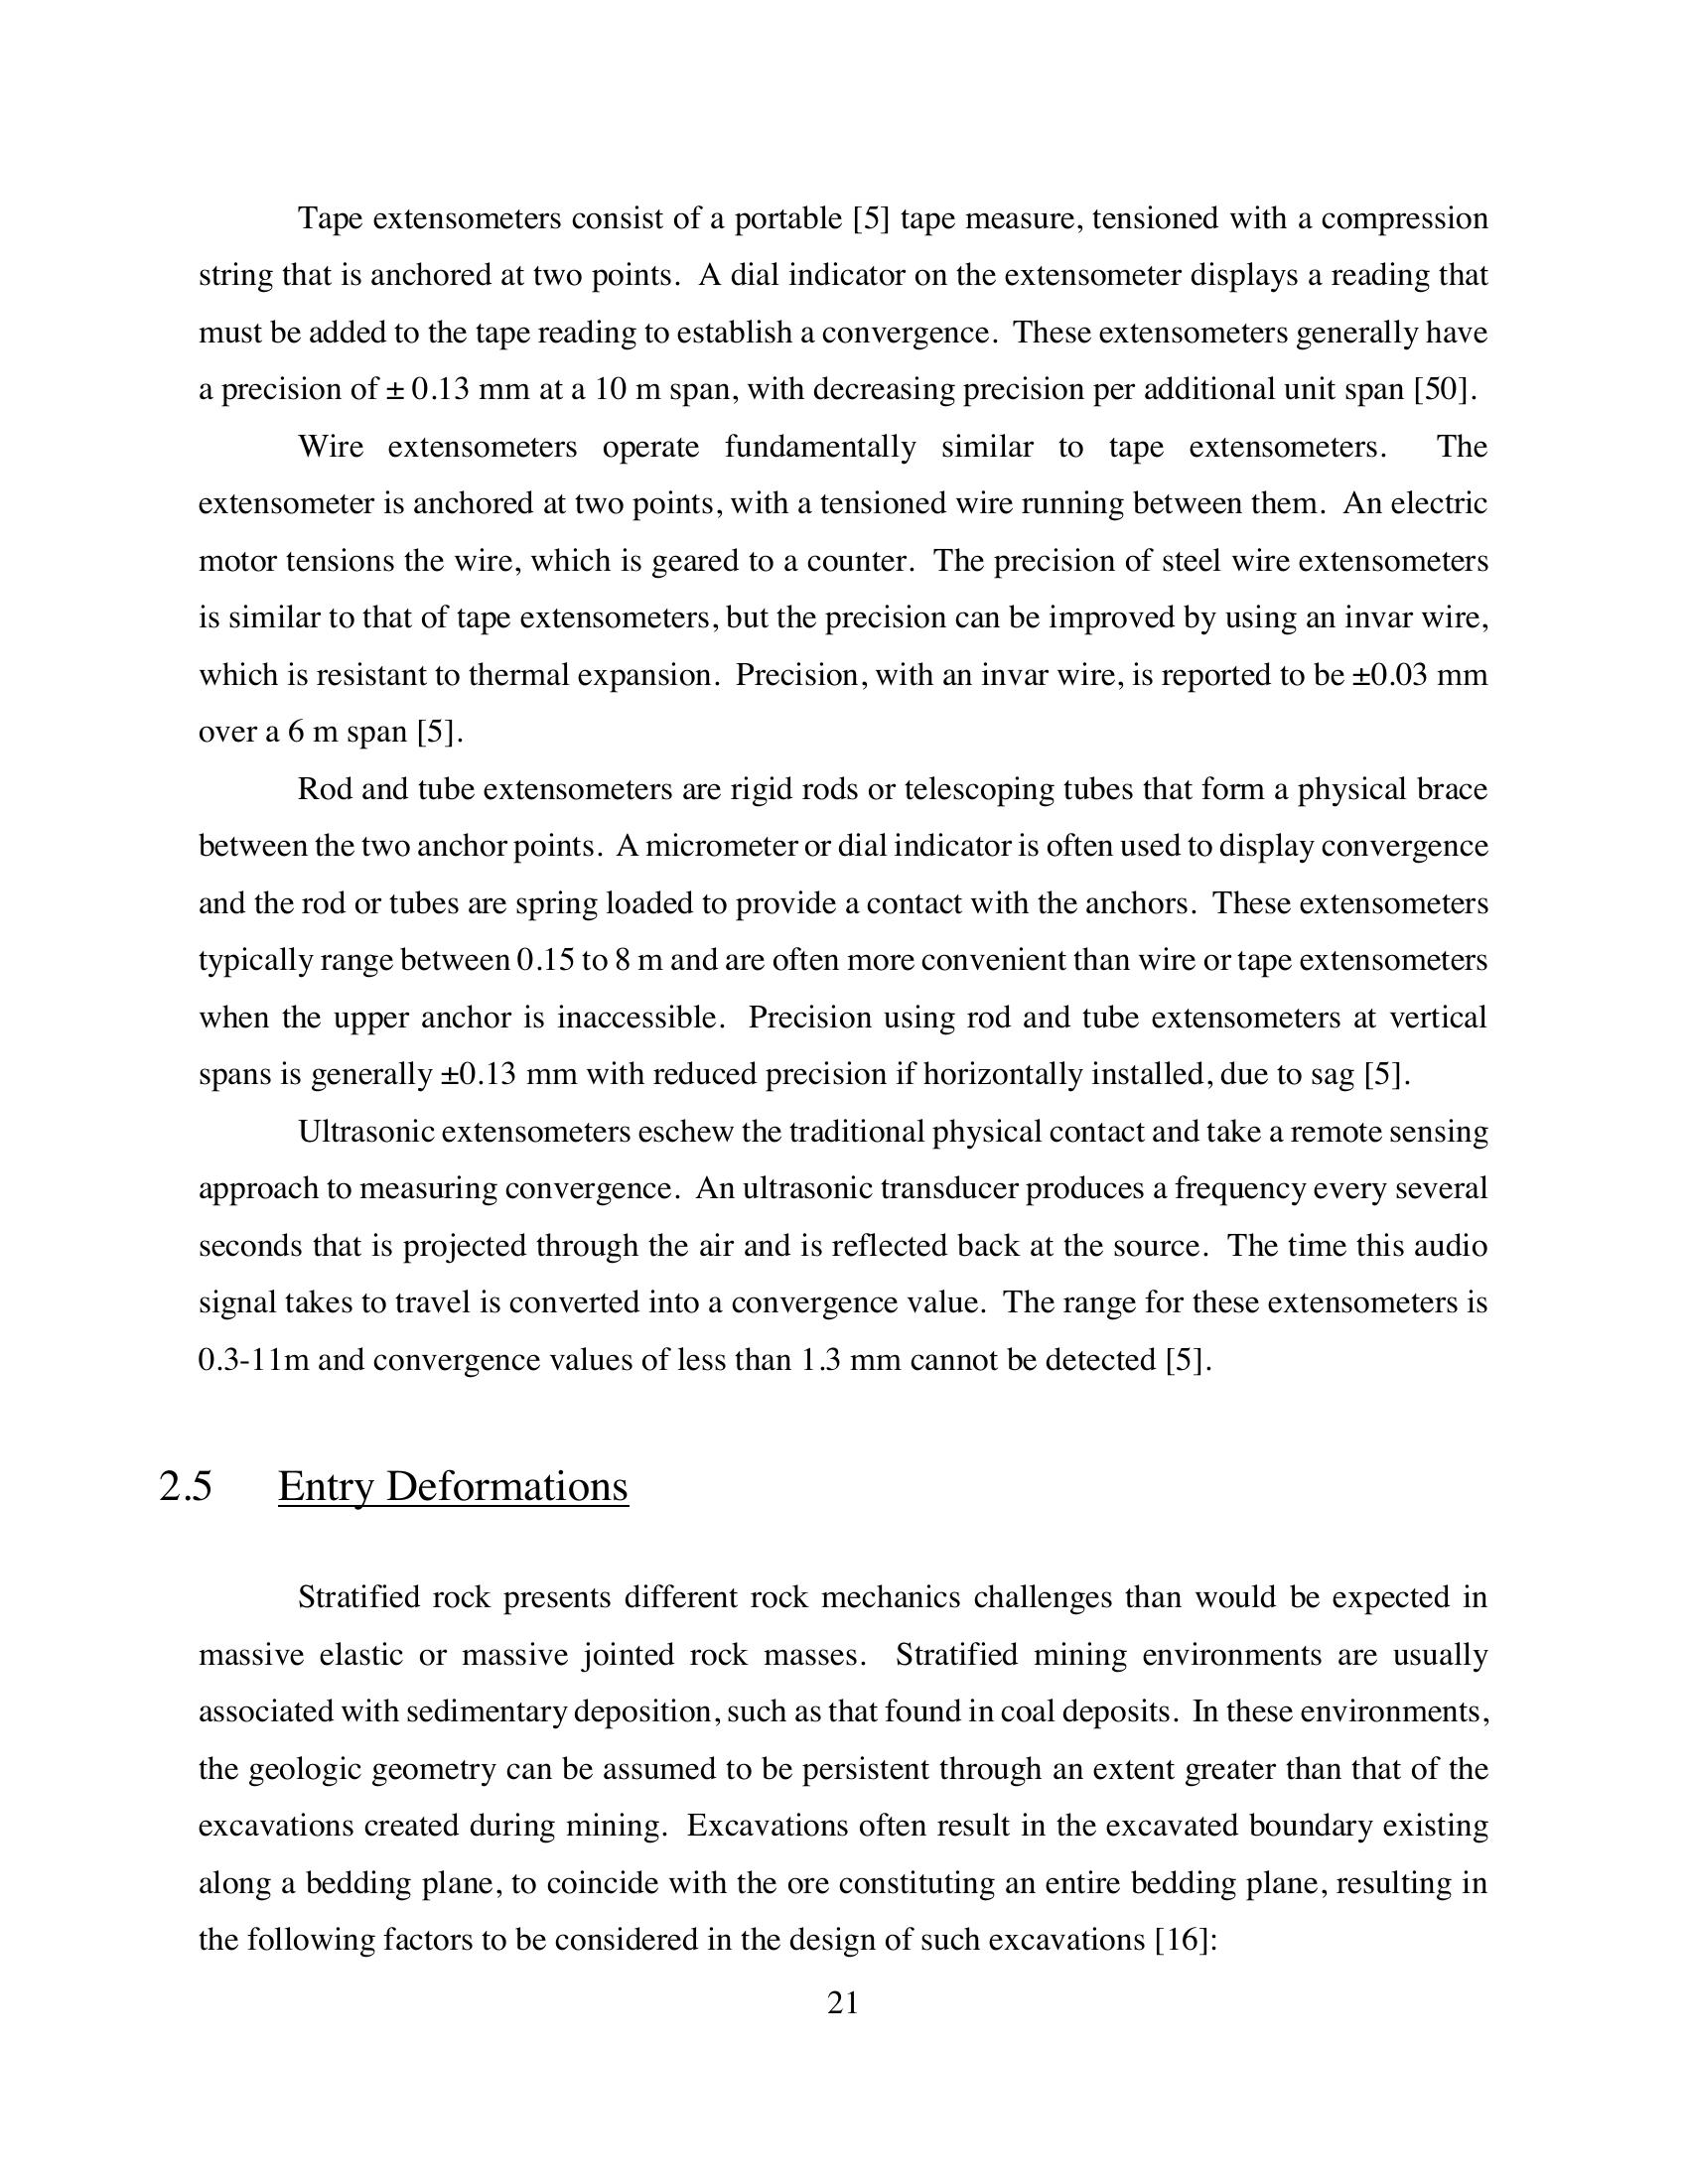 Tape extensometers consist of a portable [5] tape measure, tensioned with a compression
string that is anchored at two points.  A dial indicator on the extensometer displays a reading that
must be added to the tape reading to establish a convergence.  These extensometers generally have
a precision of ± 0.13 mm at a 10 m span, with decreasing precision per additional unit span [50].
Wire extensometers operate fundamentally similar to tape extensometers.  The
extensometer is anchored at two points, with a tensioned wire running between them.  An electric
motor tensions the wire, which is geared to a counter.  The precision of steel wire extensometers
is similar to that of tape extensometers, but the precision can be improved by using an invar wire,
which is resistant to thermal expansion.  Precision, with an invar wire, is reported to be ±0.03 mm
over a 6 m span [5].
Rod and tube extensometers are rigid rods or telescoping tubes that form a physical brace
between the two anchor points.  A micrometer or dial indicator is often used to display convergence
and the rod or tubes are spring loaded to provide a contact with the anchors.  These extensometers
typically range between 0.15 to 8 m and are often more convenient than wire or tape extensometers
when the upper anchor is inaccessible.  Precision using rod and tube extensometers at vertical
spans is generally ±0.13 mm with reduced precision if horizontally installed, due to sag [5].
Ultrasonic extensometers eschew the traditional physical contact and take a remote sensing
approach to measuring convergence.  An ultrasonic transducer produces a frequency every several
seconds that is projected through the air and is reflected back at the source.  The time this audio
signal takes to travel is converted into a convergence value.  The range for these extensometers is
0.3-11m and convergence values of less than 1.3 mm cannot be detected [5].
2.5 Entry Deformations
Stratified rock presents different rock mechanics challenges than would be expected in
massive elastic or massive jointed rock masses.  Stratified mining environments are usually
associated with sedimentary deposition, such as that found in coal deposits.  In these environments,
the geologic geometry can be assumed to be persistent through an extent greater than that of the
excavations created during mining.  Excavations often result in the excavated boundary existing
along a bedding plane, to coincide with the ore constituting an entire bedding plane, resulting in
the following factors to be considered in the design of such excavations [16]:
21